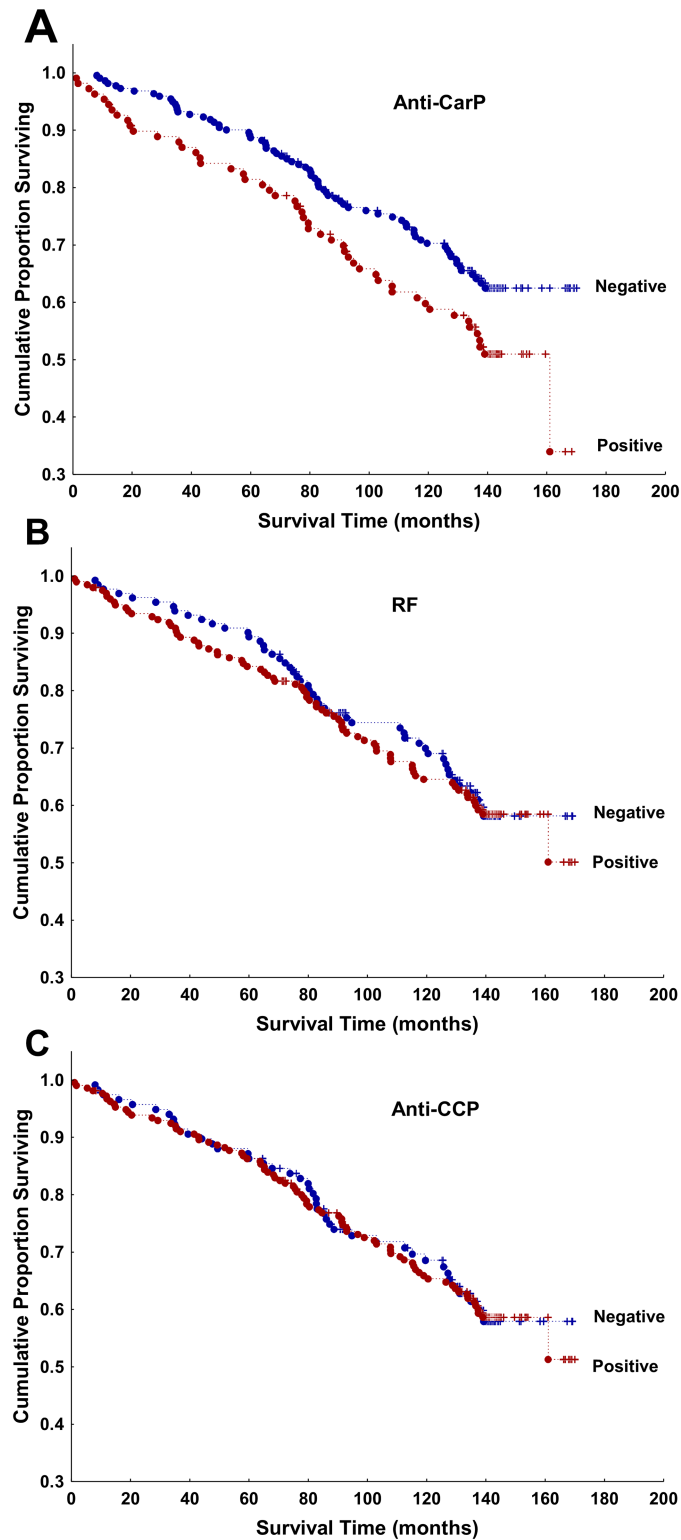 A
Anti-CarP
Cumulative Proportion Surviving
1.0
0.9
0.8
0.7
0.6
0.5
0.4
0.3
Negative
Positive
0 20 40 60 80 100 120 140 160 180 200
Survival Time (months)
B
RF
Cumulative Proportion Surviving
1.0
0.9
0.8
0.7
0.6
0.5
0.4
0.3
Negative
Positive
0 20 40 60 80 100 120 140 160 180 200
Survival Time (months)
C
Anti-CCP
Cumulative Proportion Surviving
1.0
0.9
0.8
0.7
0.6
0.5
0.4
0.3
Negative
Positive
0 20 40 60 80 100 120 140 160 180 200
Survival Time (months)